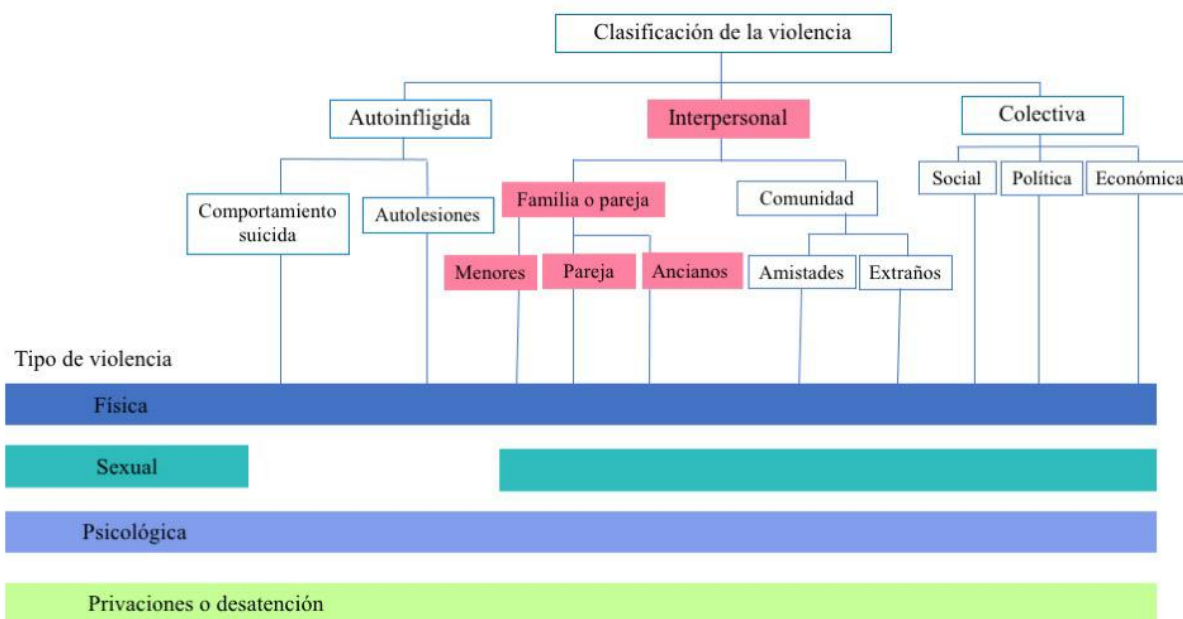 Clasificación de la violencia
Autoinfligida
Interpersonal
Colectiva
Comportamiento
suicida
Autolesiones
Familia o pareja
Comunidad
Social
Política
Económica
Menores
Pareja
Ancianos
Amistades
Extraños
Tipo de violencia
Física
Sexual
Psicológica
Privaciones o desatención